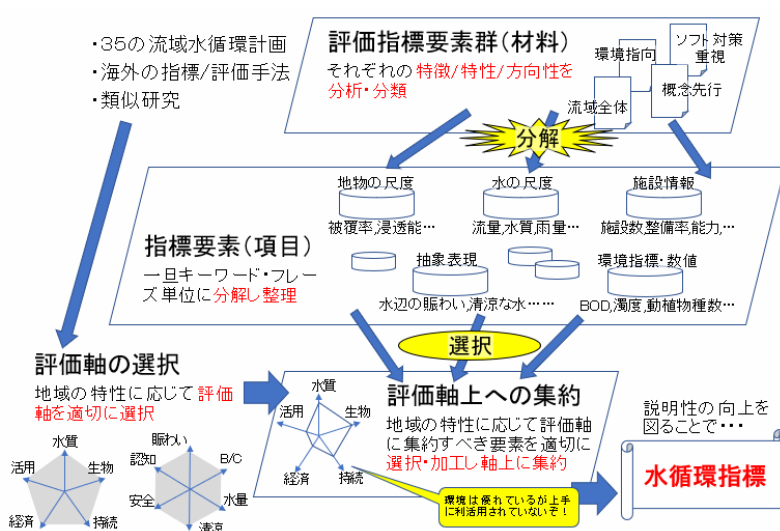 ・35の流域水循環計画
・海外の指標/評価手法
・類似研究
評価指標要素群(材料)
それぞれの 特徴/特性/方向性を
分析・分類
環境指向
ソフト対策
重視
流域全体
概念先行
分解
地物の尺度
被覆率,浸透能…
水の尺度
流量,水質,雨量…
施設情報
施設数,整備率,能力,…
指標要素(項目)
一旦キーワード・フレー
ズ単位に分解し整理
抽象表現
水辺の賑わい,清涼な水……
環境指標・数値
BOD,濁度,動植物種数…
選択
評価軸の選択
地域の特性に応じて評価
軸を適切に選択
水質
生物
持続
経済
活用
賑わい
B/C
水量
清涼
安全
認知
水質
生物
持続
経済
活用
評価軸上への集約
地域の特性に応じて評価軸
に集約すべき要素を適切に
選択・加工し軸上に集約
環境は優れているが上手
に利活用されていないぞ！
説明性の向上を
図ることで・・・
水循環指標